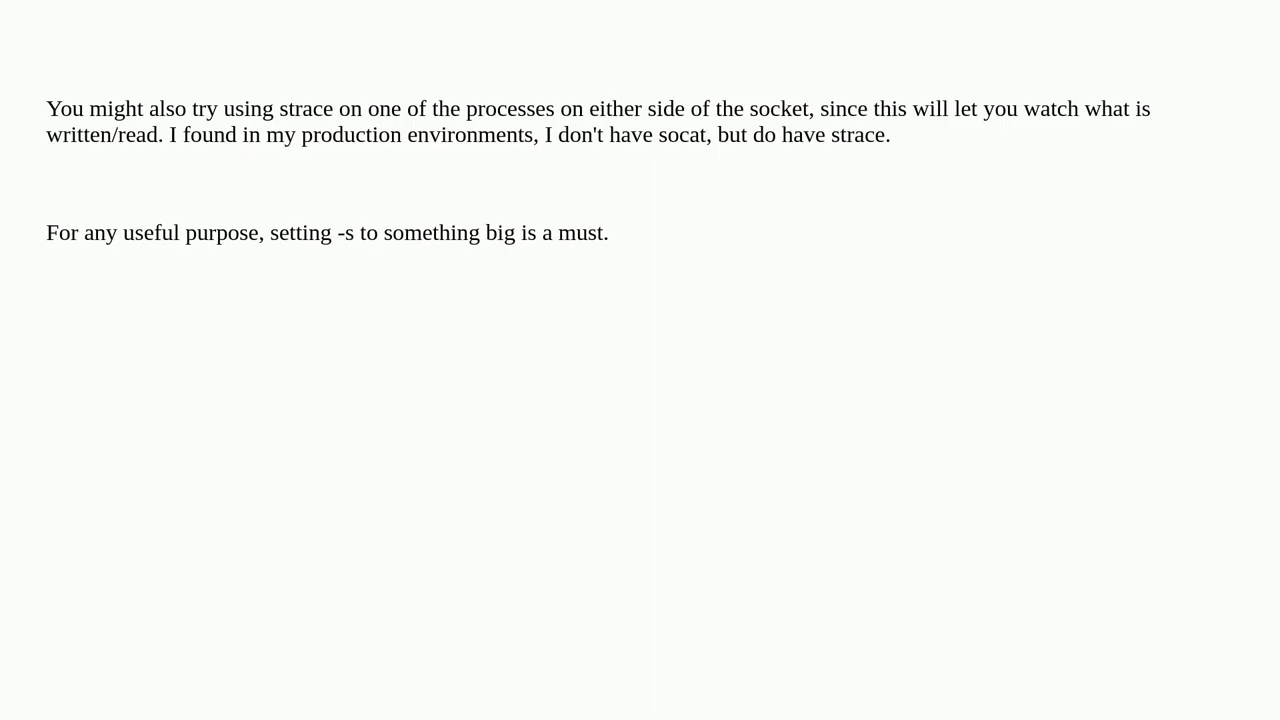 You might also try using strace on one of the processes on either side of the socket, since this will let you watch what is
written/read. I found in my production environments, I don't have socat, but do have strace.
For any useful purpose, setting -s to something big is a must.